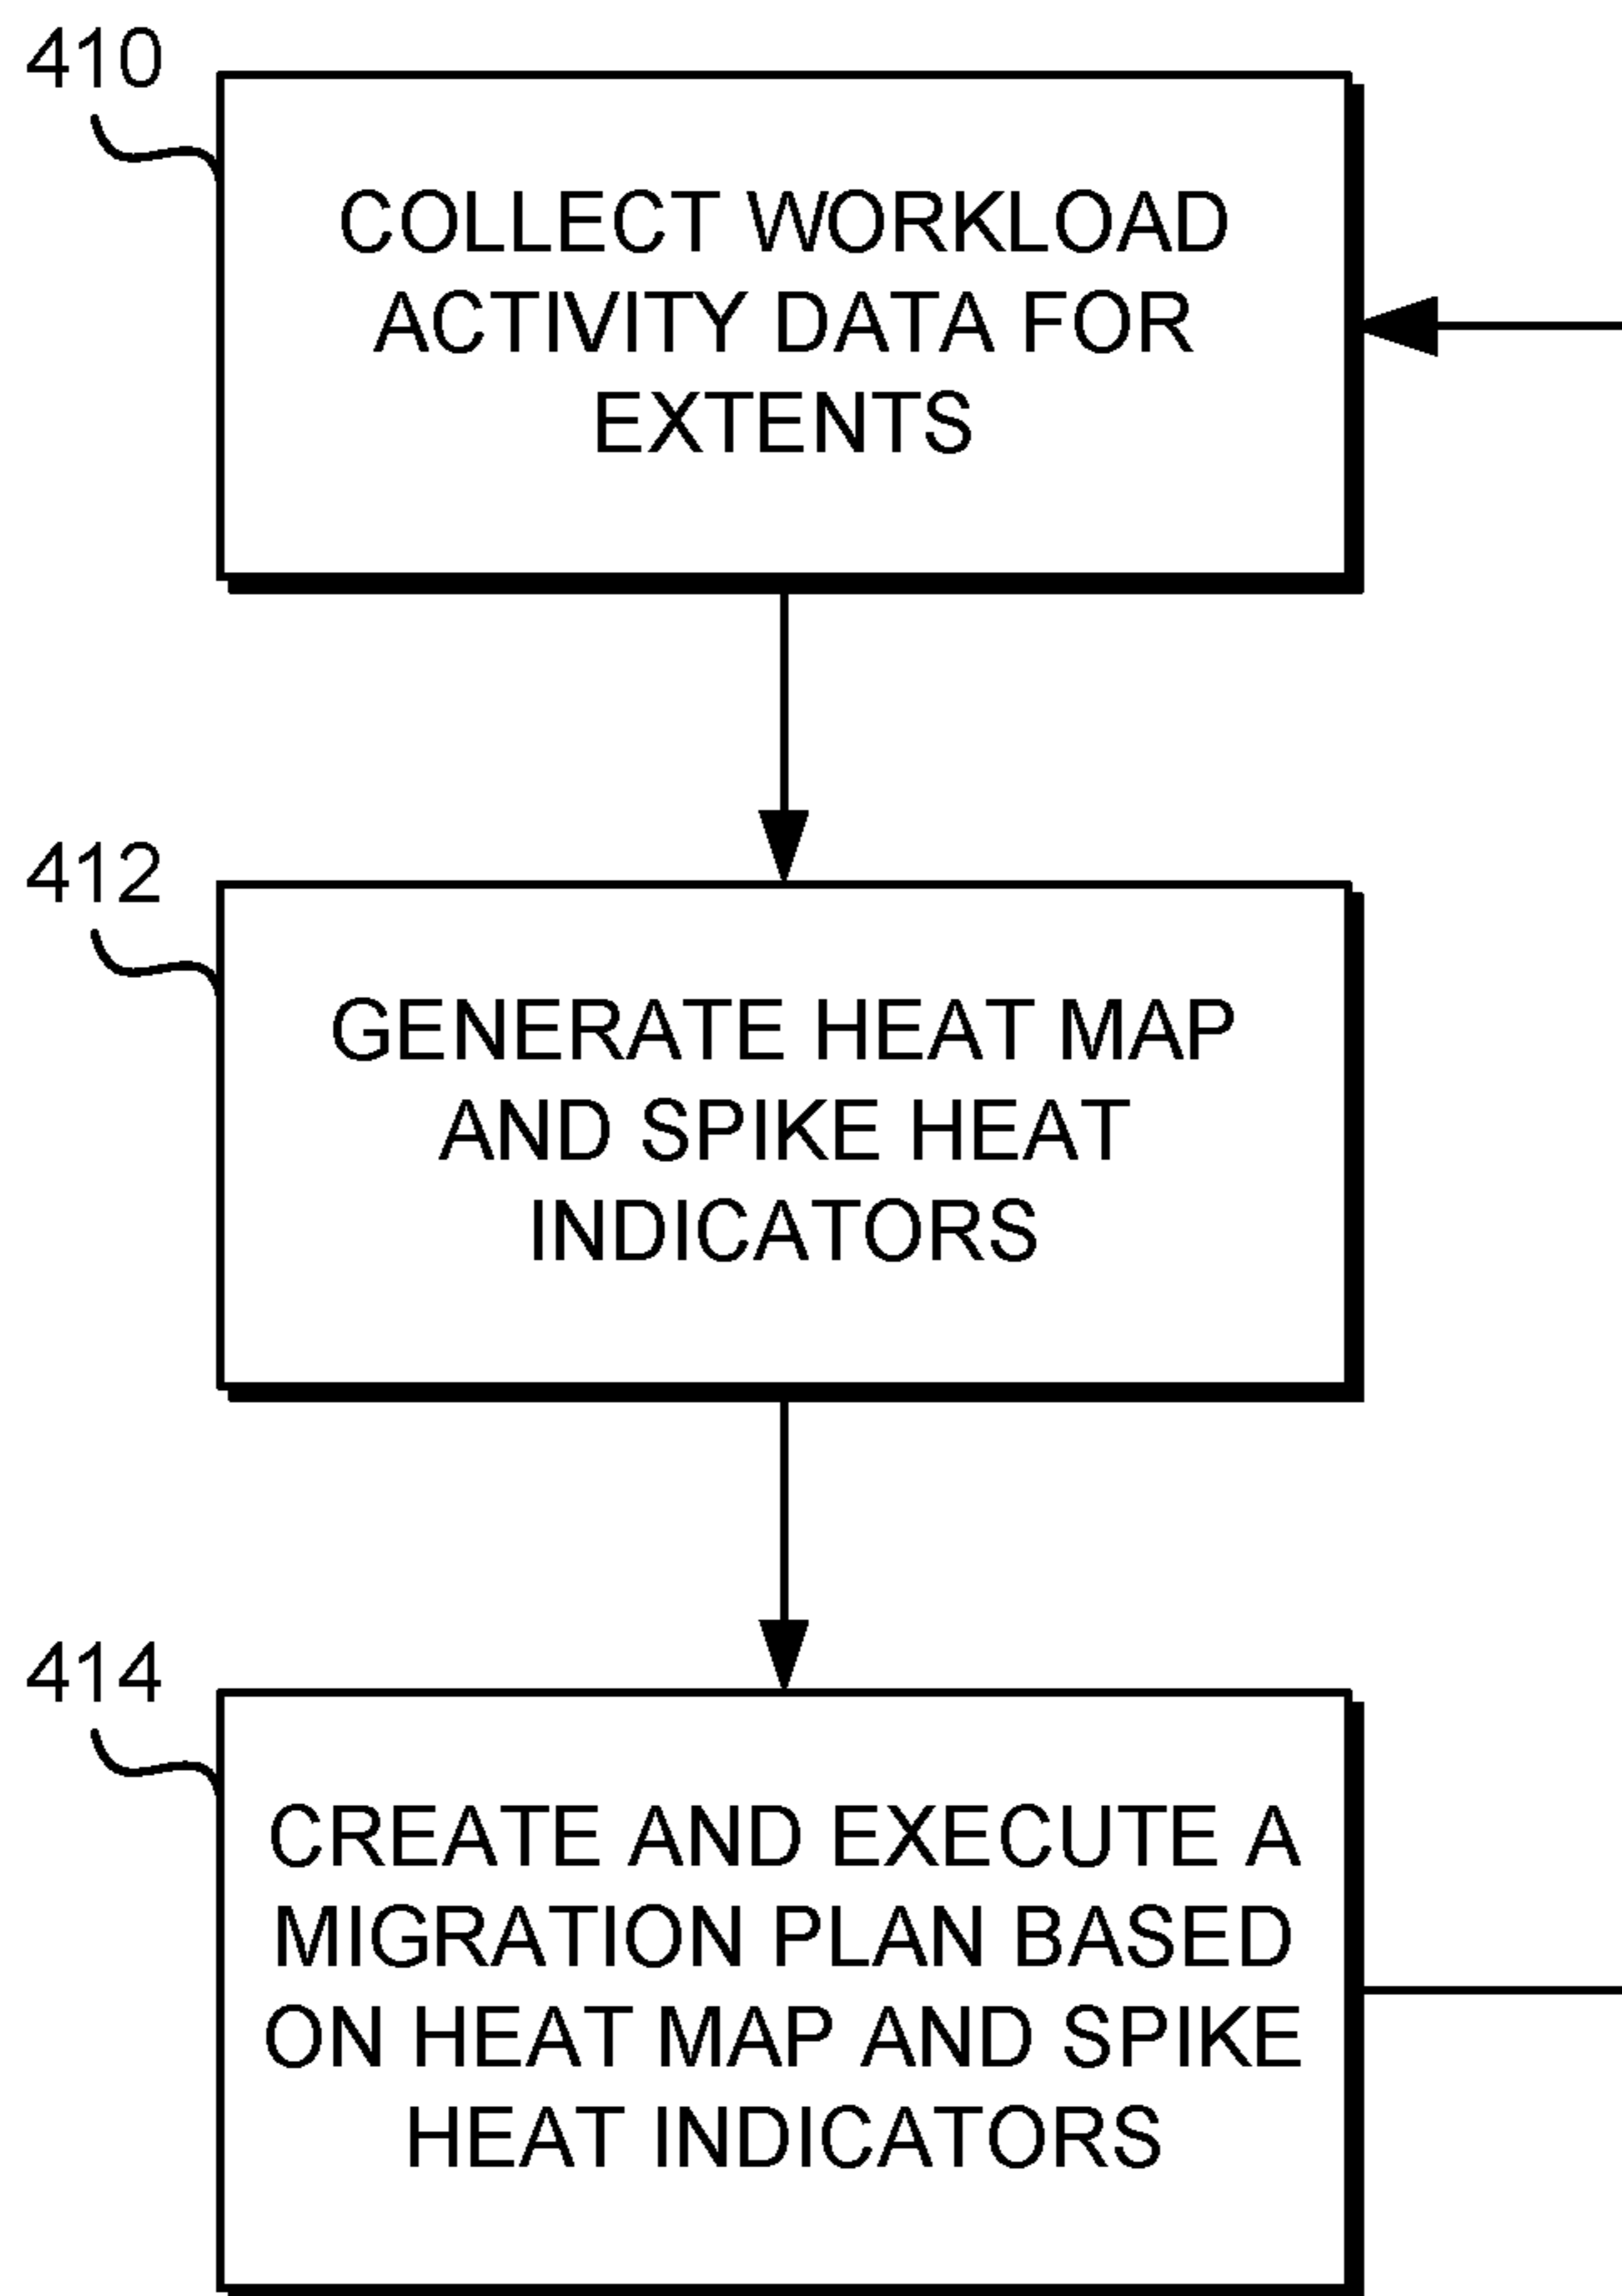 410
COLLECT WORKLOAD
ACTIVITY DATA FOR
EXTENTS
412
GENERATE HEAT MAP
AND SPIKE HEAT
INDICATORS
414
CREATE AND EXECUTE A
MIGRATION PLAN BASED
ON HEAT MAP AND SPIKE
HEAT INDICATORS